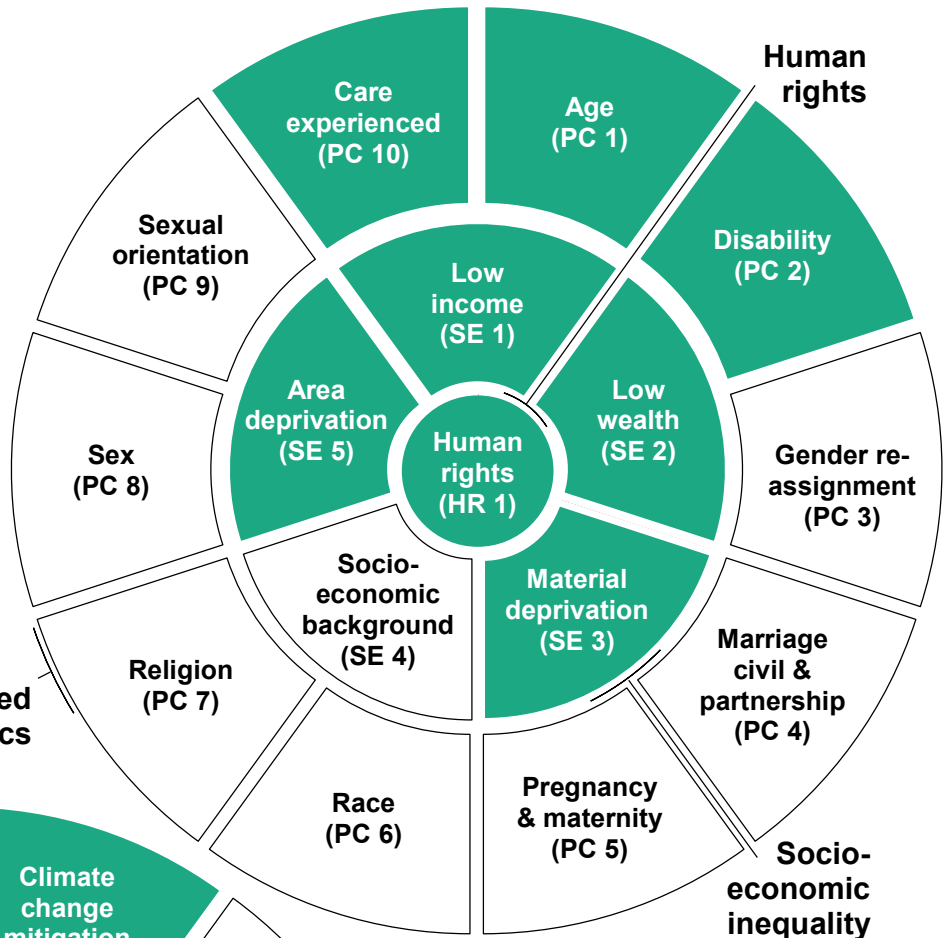 Human
rights
Care
experienced
(PC 10)
Age
(PC 1)
Sexual
orientation
(PC 9)
Disability
(PC 2)
Low
income
(SE 1)
Area
deprivation
(SE 5)
Low
wealth
(SE 2)
Human
rights
(HR 1)
Sex
(PC 8)
Gender re-
assignment
(PC 3)
Socio-
economic
background
(SE 4)
Material
deprivation
(SE 3)
Religion
(PC 7)
Marriage
civil &
partnership
(PC 4)
ed
cs
Race
(PC 6)
Pregnancy
& maternity
(PC 5)
Socio-
economic
inequality
Climate
change
mitigation